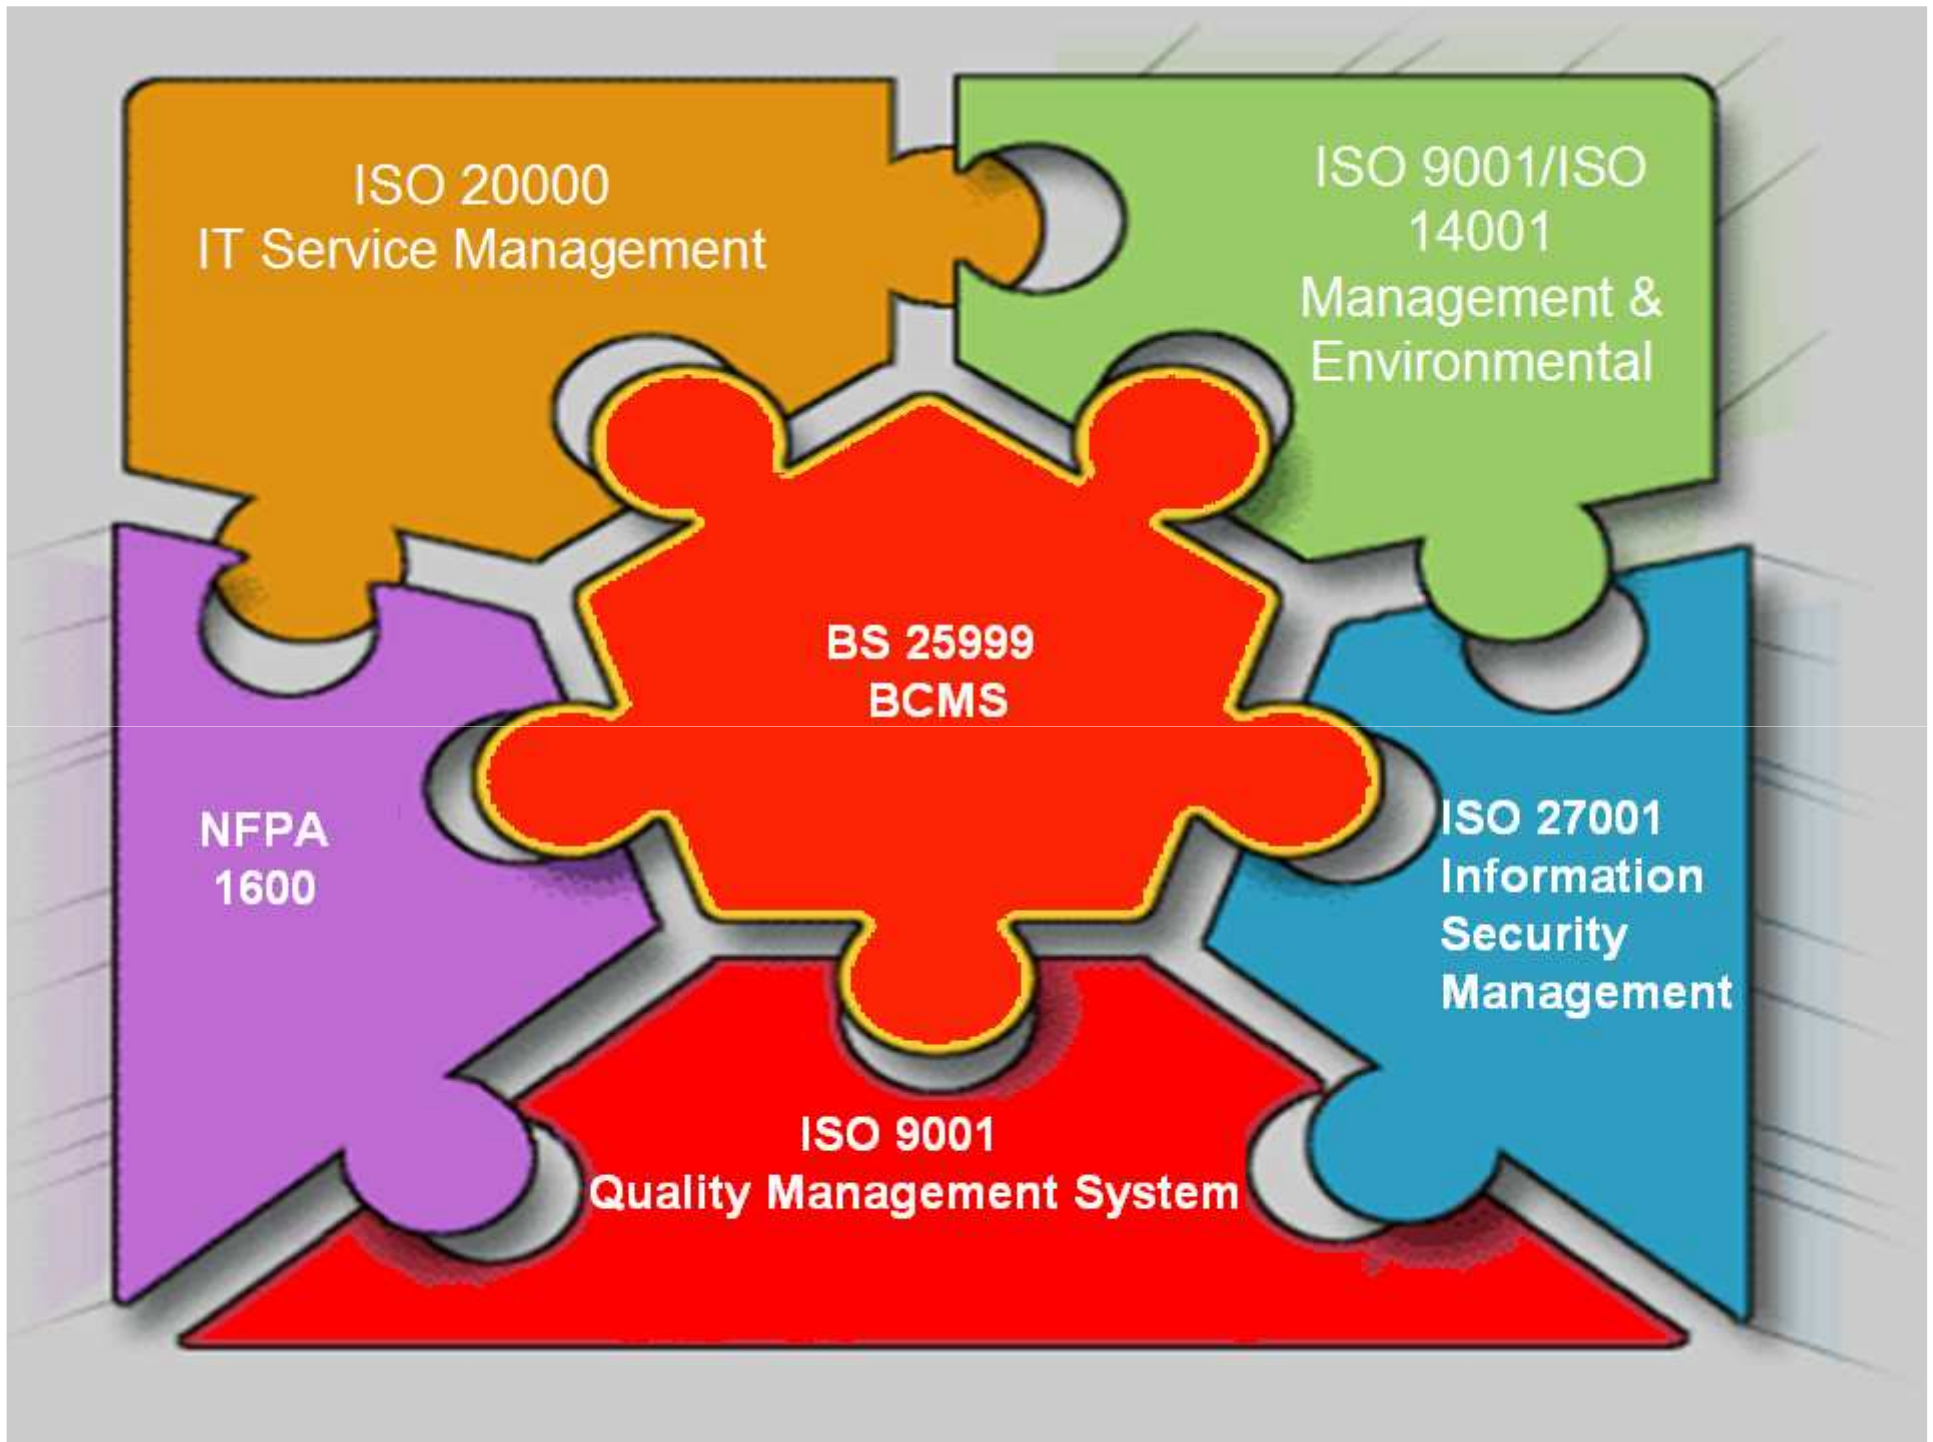 ISO 20000
IT Service Management
ISO 9001/ISO
14001
Management &
Environmental
BS 25999
BCMS
NFPA
1600
ISO 27001
Information
Security
Management
ISO 9001
Quality Management System